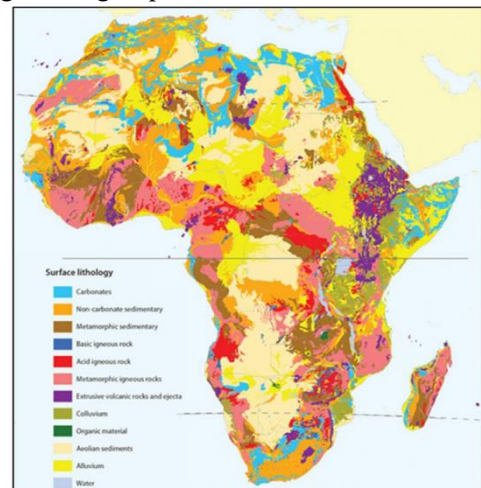 Surface lithology
Carbonates
Non-carbonate sedimentary
Metamorphic sedimentary
Basic igneous rock
Acid igneous rock
Metamorphic igneous rocks
Extrusive volcanic rocks and ejecta
Colluvium
Organic material
Aeolian sediments
Alluvium
Water